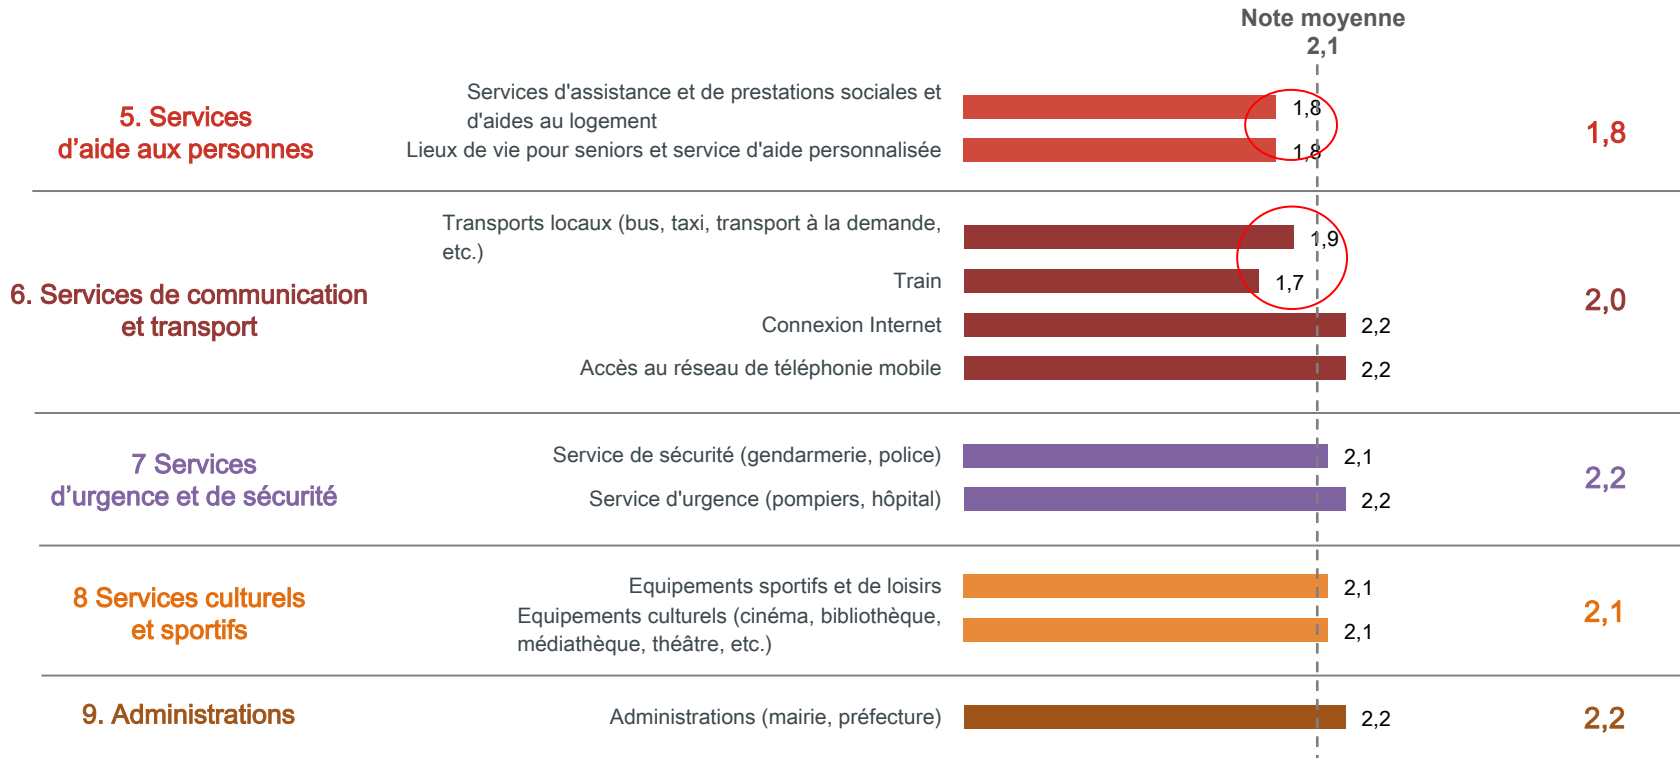 Note moyenne
2,1
5. Services
d’aide aux personnes
Services d'assistance et de prestations sociales et
d'aides au logement
1,8
Lieux de vie pour seniors et service d'aide personnalisée
1,8
1,8
6. Services de communication
et transport
Transports locaux (bus, taxi, transport à la demande,
etc.)
1,9
Train
1,7
Connexion Internet
2,2
Accès au réseau de téléphonie mobile
2,2
2,0
7 Services
d’urgence et de sécurité
Service de sécurité (gendarmerie, police)
2,1
Service d'urgence (pompiers, hôpital)
2,2
2,2
8 Services culturels
et sportifs
Equipements sportifs et de loisirs
2,1
Equipements culturels (cinéma, bibliothèque,
médiathèque, théâtre, etc.)
2,1
2,1
9. Administrations
Administrations (mairie, préfecture)
2,2
2,2